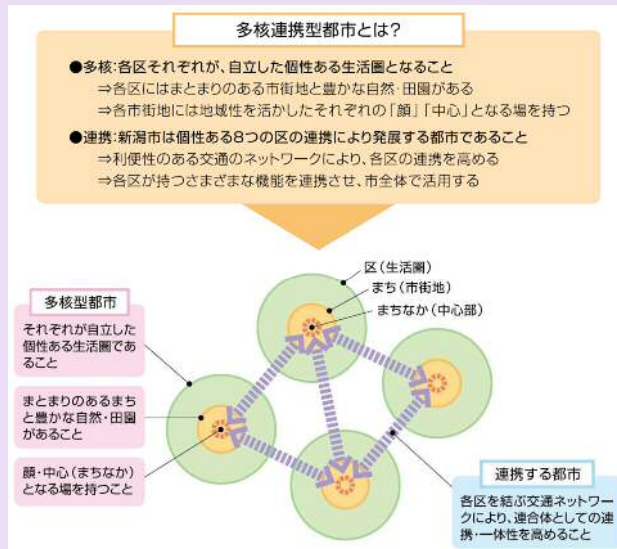 多核連携型都市とは?
●多核:各区それぞれが、自立した個性ある生活圏となること
⇒各区にはまとまりのある市街地と豊かな自然・田園がある
⇒各市街地には地域性を活かしたそれぞれの「顔」「中心」となる場を持つ
●連携:新潟市は個性ある8つの区の連携により発展する都市であること
⇒利便性のある交通のネットワークにより、各区の連携を高める
⇒各区が持つさまざまな機能を連携させ、市全体で活用する
区(生活圏)
まち(市街地)
まちなか(中心部)
多核型都市
それぞれが自立した
個性ある生活圏であ
ること
まとまりのあるまち
と豊かな自然・田園
があること
顔・中心(まちなか)
となる場を持つこと
連携する都市
各区を結ぶ交通ネットワー
クにより、連合体としての連
携・一体性を高めること